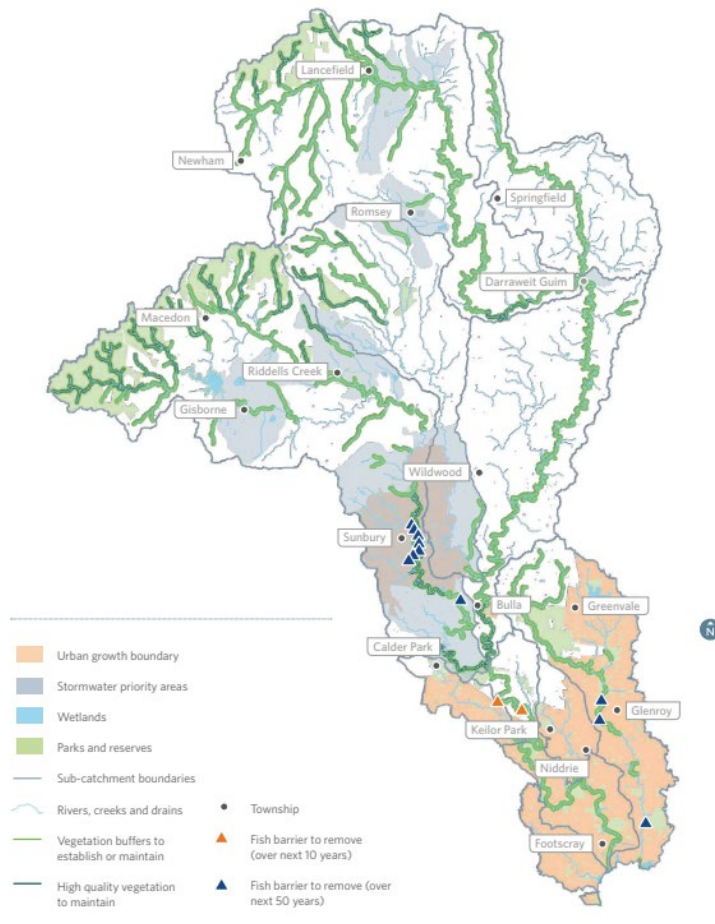 Lancefield
Newham
Springfield
Romsey
Darraweit Guim
Macedon
Riddells Creek
Gisborne
Wildwood
Sunbury
Bulla
Greenvale
N
Calder Park
Glenroy
Keilor Park
Niddrie
Footscray
Urban growth boundary
Stormwater priority areas
Wetlands
Parks and reserves
Sub-catchment boundaries
Rivers, creeks and drains
Vegetation buffers to
establish or maintain
High quality vegetation
to maintain
Township
Fish barrier to remove
(over next 10 years)
Fish barrier to remove (over
next 50 years)